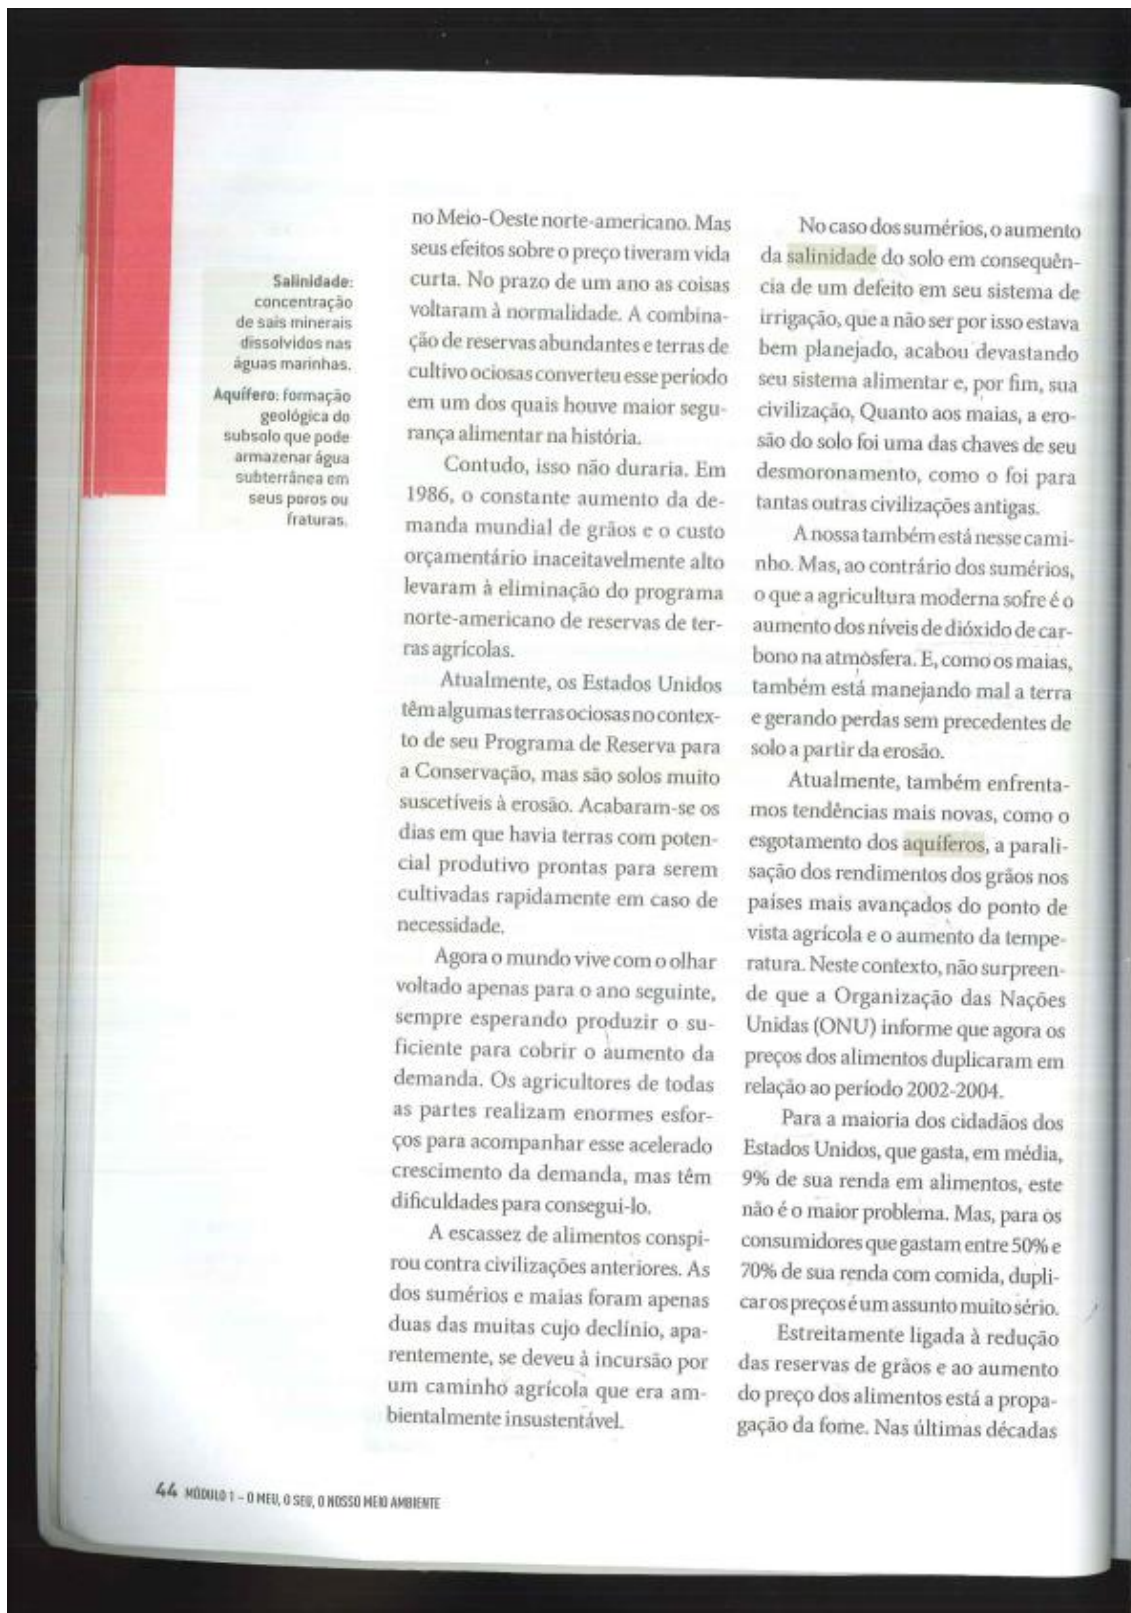 Salinidade:
concentração
de sais minerais
dissolvidos nas
águas marinhas.
Aquífero: formação
geológica do
subsolo que pode
armazenar água
subterrânea em
seus poros ou
fraturas.
no Meio-Oeste norte-americano. Mas
seus efeitos sobre o preço tiveram vida
curta. No prazo de um ano as coisas
voltaram à normalidade. A combina-
ção de reservas abundantes e terras de
cultivo ociosas converteu esse período
em um dos quais houve maior segu-
rança alimentar na história.
Contudo, isso não duraria. Em
1986, o constante aumento da de-
manda mundial de grãos e o custo
orçamentário inaceitavelmente alto
levaram à eliminação do programa
norte-americano de reservas de ter-
ras agrícolas.
Atualmente, os Estados Unidos
têm algumas terras ociosas no contex-
to de seu Programa de Reserva para
a Conservação, mas são solos muito
suscetíveis à erosão. Acabaram-se os
dias em que havia terras com poten-
cial produtivo prontas para serem
cultivadas rapidamente em caso de
necessidade.
Agora o mundo vive com o olhar
voltado apenas para o ano seguinte,
sempre esperando produzir o su-
ficiente para cobrir o aumento da
demanda. Os agricultores de todas
as partes realizam enormes esfor-
ços para acompanhar esse acelerado
crescimento da demanda, mas têm
dificuldades para consegui-lo.
A escassez de alimentos conspi-
rou contra civilizações anteriores. As
dos sumérios e maias foram apenas
duas das muitas cujo declínio, apa-
rentemente, se deveu à incursão por
um caminho agrícola que era am-
bientalmente insustentável.
No caso dos sumérios, o aumento
da salinidade do solo em consequên-
cia de um defeito em seu sistema de
irrigação, que a não ser por isso estava
bem planejado, acabou devastando
seu sistema alimentar e, por fim, sua
civilização, Quanto aos maias, a ero-
são do solo foi uma das chaves de seu
desmoronamento, como o foi para
tantas outras civilizações antigas.
A nossa também está nesse cami-
nho. Mas, ao contrário dos sumérios,
o que a agricultura moderna sofre é o
aumento dos níveis de dióxido de car-
bono na atmosfera. E, como os maias,
também está manejando mal a terra
e gerando perdas sem precedentes de
solo a partir da erosão.
Atualmente, também enfrenta-
mos tendências mais novas, como o
esgotamento dos aquíferos, a parali-
sação dos rendimentos dos grãos nos
países mais avançados do ponto de
vista agrícola e o aumento da tempe-
ratura. Neste contexto, não surpreen-
de que a Organização das Nações
Unidas (ONU) informe que agora os
preços dos alimentos duplicaram em
relação ao período 2002-2004.
Para a maioria dos cidadãos dos
Estados Unidos, que gasta, em média,
9% de sua renda em alimentos, este
não é o maior problema. Mas, para os
consumidores que gastam entre 50% e
70% de sua renda com comida, dupli-
car os preços é um assunto muito sério.
Estreitamente ligada à redução
das reservas de grãos e ao aumento
do preço dos alimentos está a propa-
gação da fome. Nas últimas décadas
44 MÓDULO 1 – O MEU, O SEU, O NOSSO MEIO AMBIENTE